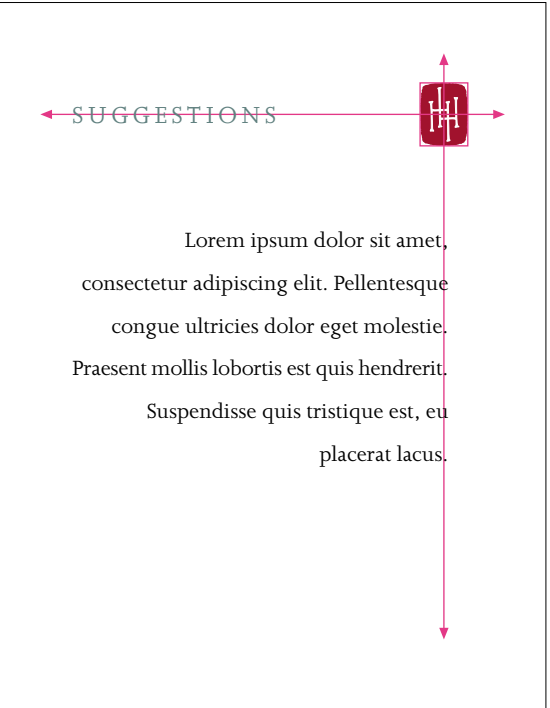 SUGGESTIONS
HH
Lorem ipsum dolor sit amet,
consectetur adipiscing elit. Pellentesque
congue ultricies dolor eget molestie.
Praesent mollis lobortis est quis hendrerit.
Suspendisse quis tristique est, eu
placerat lacus.